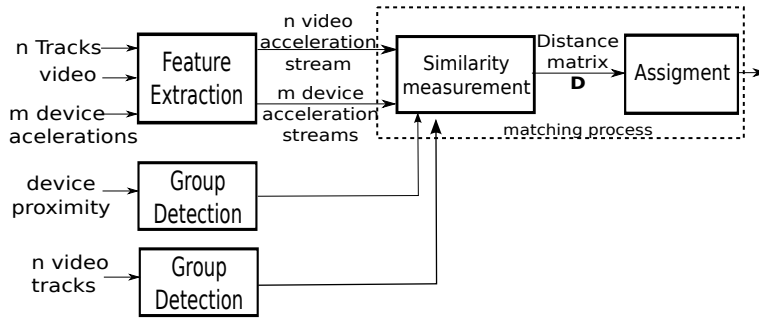 n Tracks
video
m device
acelerations
Feature
Extraction
n video
acceleration
stream
m device
acceleration
streams
Similarity
measurement
Distance
matrix
D
Assigment
matching process
device
proximity
Group
Detection
n video
tracks
Group
Detection